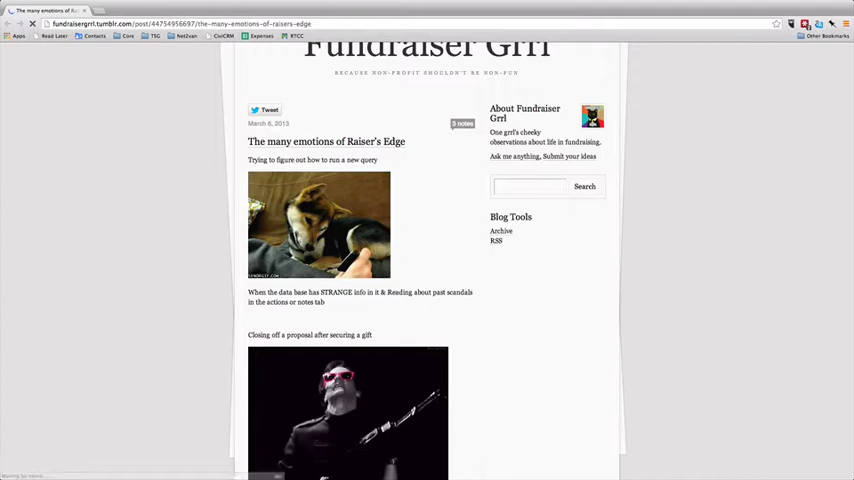 The many emotions of Rai
fundraisergrrl.tumblr.com/post/44754956697/the-many-emotions-of-raisers-edge
Apps
Read Later
Contacts
Core
TSG
Net2van
CiviCRM
Expenses
RTCC
Other Bookmarks
Fundraiser Grrl
BECAUSE NON-PROFIT SHOULDN'T BE NON-FUN
Tweet
March 6, 2013
3 notes
The many emotions of Raiser's Edge
Trying to figure out how to run a new query
SENORGIF.COM
When the data base has STRANGE info in it & Reading about past scandals
in the actions or notes tab
Closing off a proposal after securing a gift
About Fundraiser
Grrl
One grrl's cheeky
observations about life in fundraising.
Ask me anything, Submit your ideas
Search
Blog Tools
Archive
RSS